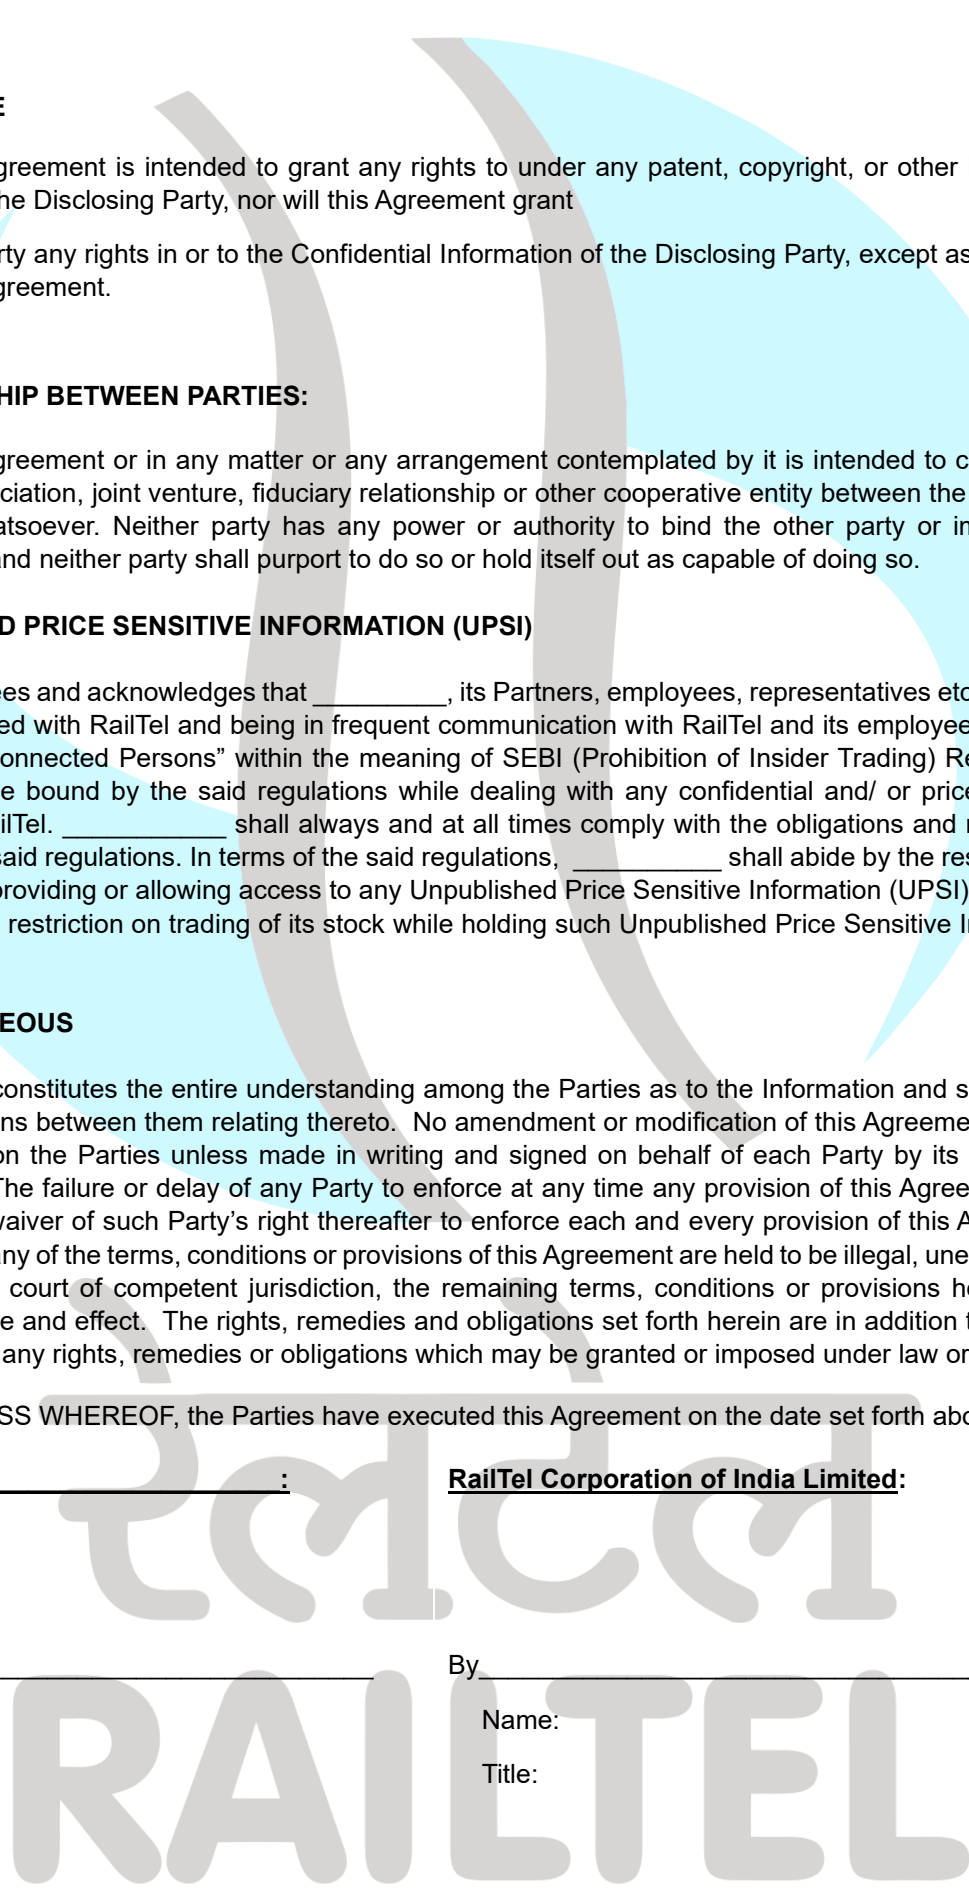 E
greement is intended to grant any rights to under any patent, copyright, or other
he Disclosing Party, nor will this Agreement grant
rty any rights in or to the Confidential Information of the Disclosing Party, except as
greement.
HIP BETWEEN PARTIES:
greement or in any matter or any arrangement contemplated by it is intended to c
ciation, joint venture, fiduciary relationship or other cooperative entity between the
atsoever. Neither party has any power or authority to bind the other party or in
and neither party shall purport to do so or hold itself out as capable of doing so.
D PRICE SENSITIVE INFORMATION (UPSI)
ees and acknowledges that _________, its Partners, employees, representatives etc
ed with RailTel and being in frequent communication with RailTel and its employee
onnected Persons” within the meaning of SEBI (Prohibition of Insider Trading) Re
e bound by the said regulations while dealing with any confidential and/ or price
ilTel. ___________ shall always and at all times comply with the obligations and r
said regulations. In terms of the said regulations, __________ shall abide by the res
providing or allowing access to any Unpublished Price Sensitive Information (UPSI)
restriction on trading of its stock while holding such Unpublished Price Sensitive I
EOUS
constitutes the entire understanding among the Parties as to the Information and s
ns between them relating thereto. No amendment or modification of this Agreeme
on the Parties unless made in writing and signed on behalf of each Party by its
The failure or delay of any Party to enforce at any time any provision of this Agree
waiver of such Party’s right thereafter to enforce each and every provision of this A
any of the terms, conditions or provisions of this Agreement are held to be illegal, une
court of competent jurisdiction, the remaining terms, conditions or provisions he
e and effect. The rights, remedies and obligations set forth herein are in addition t
any rights, remedies or obligations which may be granted or imposed under law or
SS WHEREOF, the Parties have executed this Agreement on the date set forth abo
____________________: RailTel Corporation of India Limited:
रेलटेल
__________________________ By__________________________________
RAILTEL
Name:
Title: